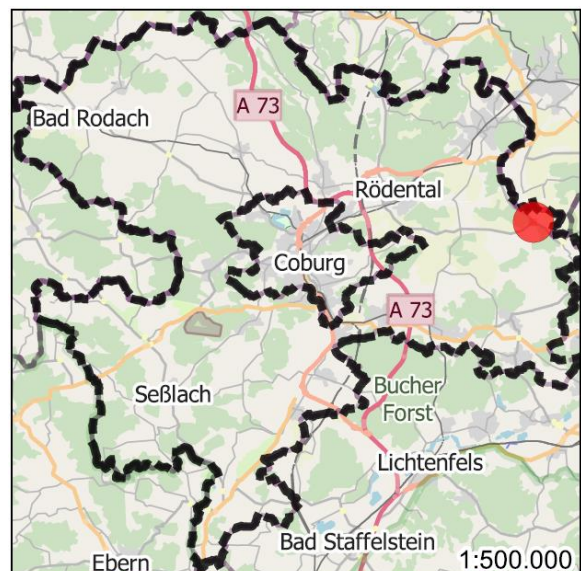 A 73
Bad Rodach
Rödental
Coburg
A 73
Seßlach
Bucher
Forst
Lichtenfels
Bad Staffelstein
Ebern
1:500.000